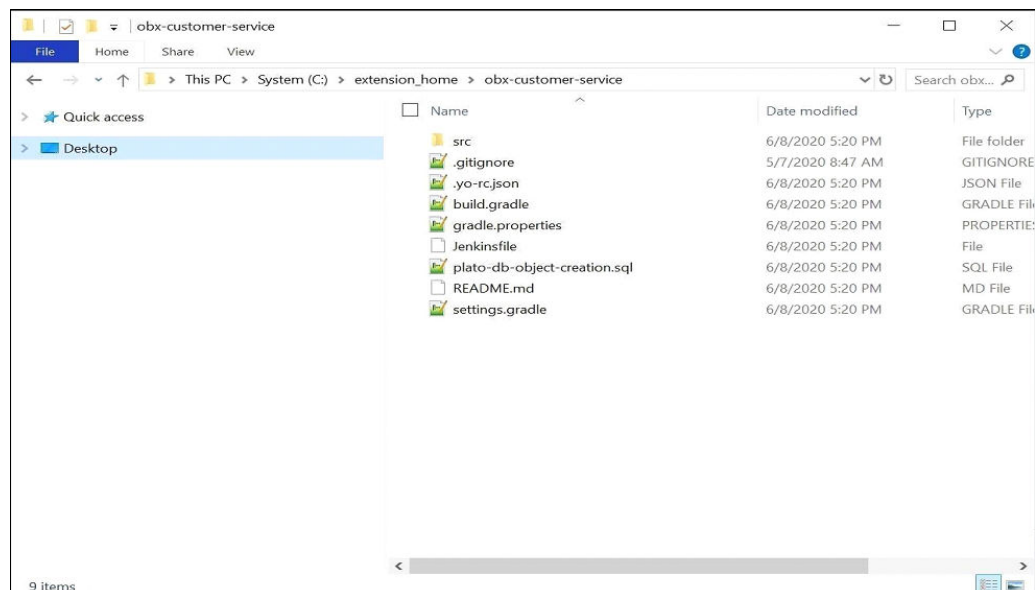 obx-customer-service
File Home Share View
> This PC > System (C:) > extension_home > obx-customer-service
Search obx...
Name Date modified Type
Quick access
Desktop
src 6/8/2020 5:20 PM File folder
.gitignore 5/7/2020 8:47 AM GITIGNORE
.yo-rc.json 6/8/2020 5:20 PM JSON File
build.gradle 6/8/2020 5:20 PM GRADLE Fil
gradle.properties 6/8/2020 5:20 PM PROPERTIE
Jenkinsfile 6/8/2020 5:20 PM File
plato-db-object-creation.sql 6/8/2020 5:20 PM SQL File
README.md 6/8/2020 5:20 PM MD File
settings.gradle 6/8/2020 5:20 PM GRADLE Fil
9 items